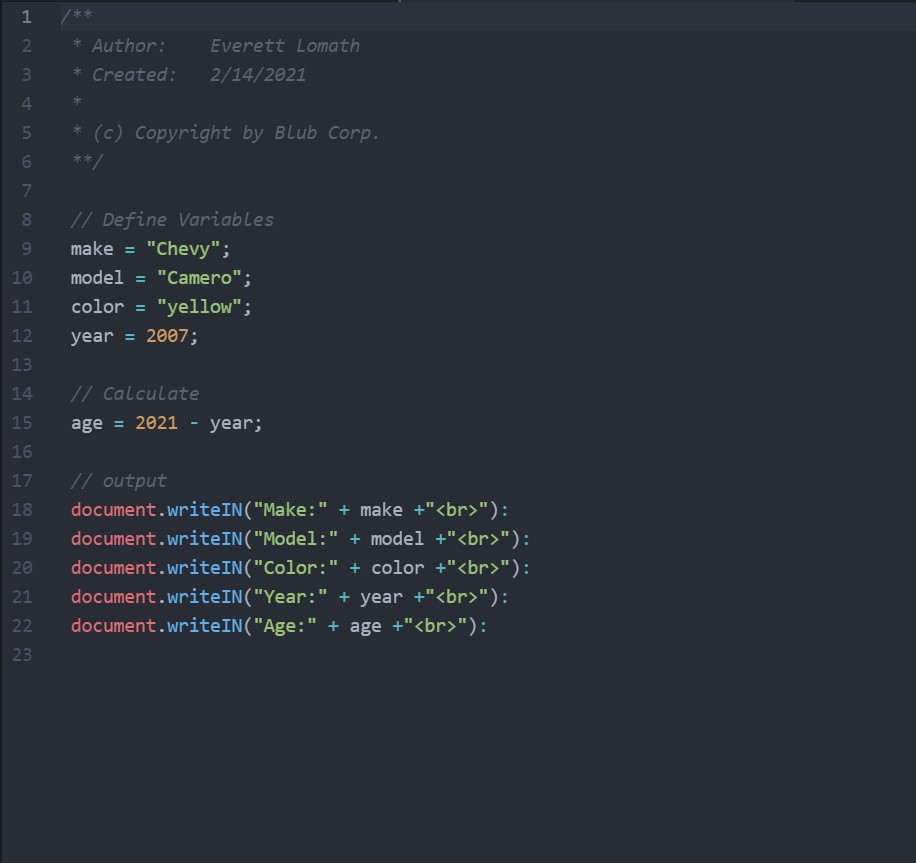 1 /**
2  * Author:    Everett Lomath
3  * Created:   2/14/2021
4  *
5  * (c) Copyright by Blub Corp.
6  **/
7
8  // Define Variables
9  make = "Chevy";
10 model = "Camero";
11 color = "yellow";
12 year = 2007;
13
14 // Calculate
15 age = 2021 - year;
16
17 // output
18 document.writeIN("Make:" + make +"<br>"):
19 document.writeIN("Model:" + model +"<br>"):
20 document.writeIN("Color:" + color +"<br>"):
21 document.writeIN("Year:" + year +"<br>"):
22 document.writeIN("Age:" + age +"<br>"):
23